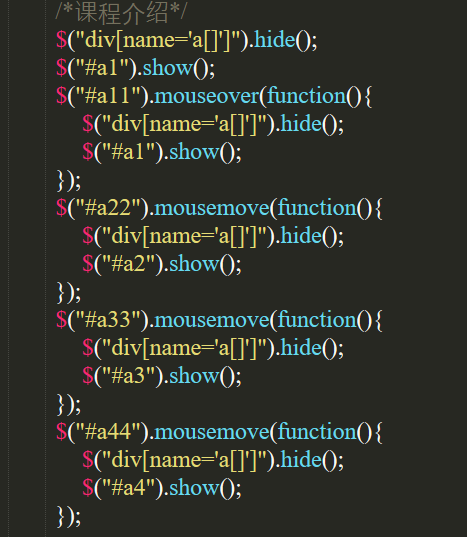 /*课程介绍*/
$("div[name='a[]']").hide();
$("#a1").show();
$("#a11").mouseover(function(){
$("div[name='a[]']").hide();
$("#a1").show();
});
$("#a22").mousemove(function(){
$("div[name='a[]']").hide();
$("#a2").show();
});
$("#a33").mousemove(function(){
$("div[name='a[]']").hide();
$("#a3").show();
});
$("#a44").mousemove(function(){
$("div[name='a[]']").hide();
$("#a4").show();
});